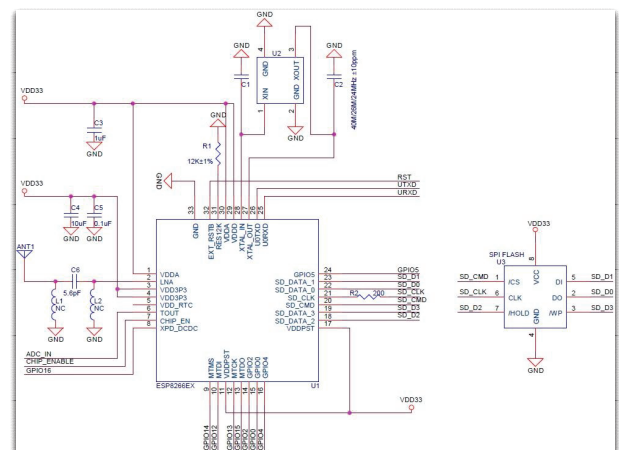 GND
4
3
U2
GND
GND
GND XOUT
XIN
C1
C2
1
2
GND
40M/26M/24MHz ±10ppm
VDD33
C3
1uF
GND
GND
R1
12K±1%
VDD33
C4
10uF
C5
0.1uF
GND
GND
GND
RST
UTXD
URXD
33
32
31
30
29
28
27
26
25
GND
EXT_RSTB
RES12K
VDDA
VDDD
XTAL_IN
XTAL_OUT
U0TXD
U0RXD
ANT1
C6
5.6pF
L1
NC
L2
NC
GND
GND
1 VDDA
2 LNA
3 VDD3P3
4 VDD3P3
5 VDD_RTC
6 TOUT
7 CHIP_EN
8 XPD_DCDC
ADC_IN
CHIP_ENABLE
GPIO16
GPIO5 24 GPIO5
SD_DATA_1 23 SD_D1
SD_DATA_0 22 SD_D0
SD_CLK 21 R2 200 SD_CLK
SD_CMD 20 SD_CMD
SD_DATA_3 19 SD_D3
SD_DATA_2 18 SD_D2
VDDPST 17
MTMS
MTDI
VDDPST
MTCK
MTDO
GPIO2
GPIO0
GPIO4
ESP8266EX
U1
9
10
11
12
13
14
15
16
GPIO14
GPIO12
GPIO13
GPIO15
GPIO2
GPIO0
GPIO4
VDD33
VDD33
SPI FLASH
U3
8
VCC
SD_CMD 1 /CS DI 5 SD_D1
SD_CLK 6 CLK DO 2 SD_D0
SD_D2 7 /HOLD /WP 3 SD_D3
GND
4
GND